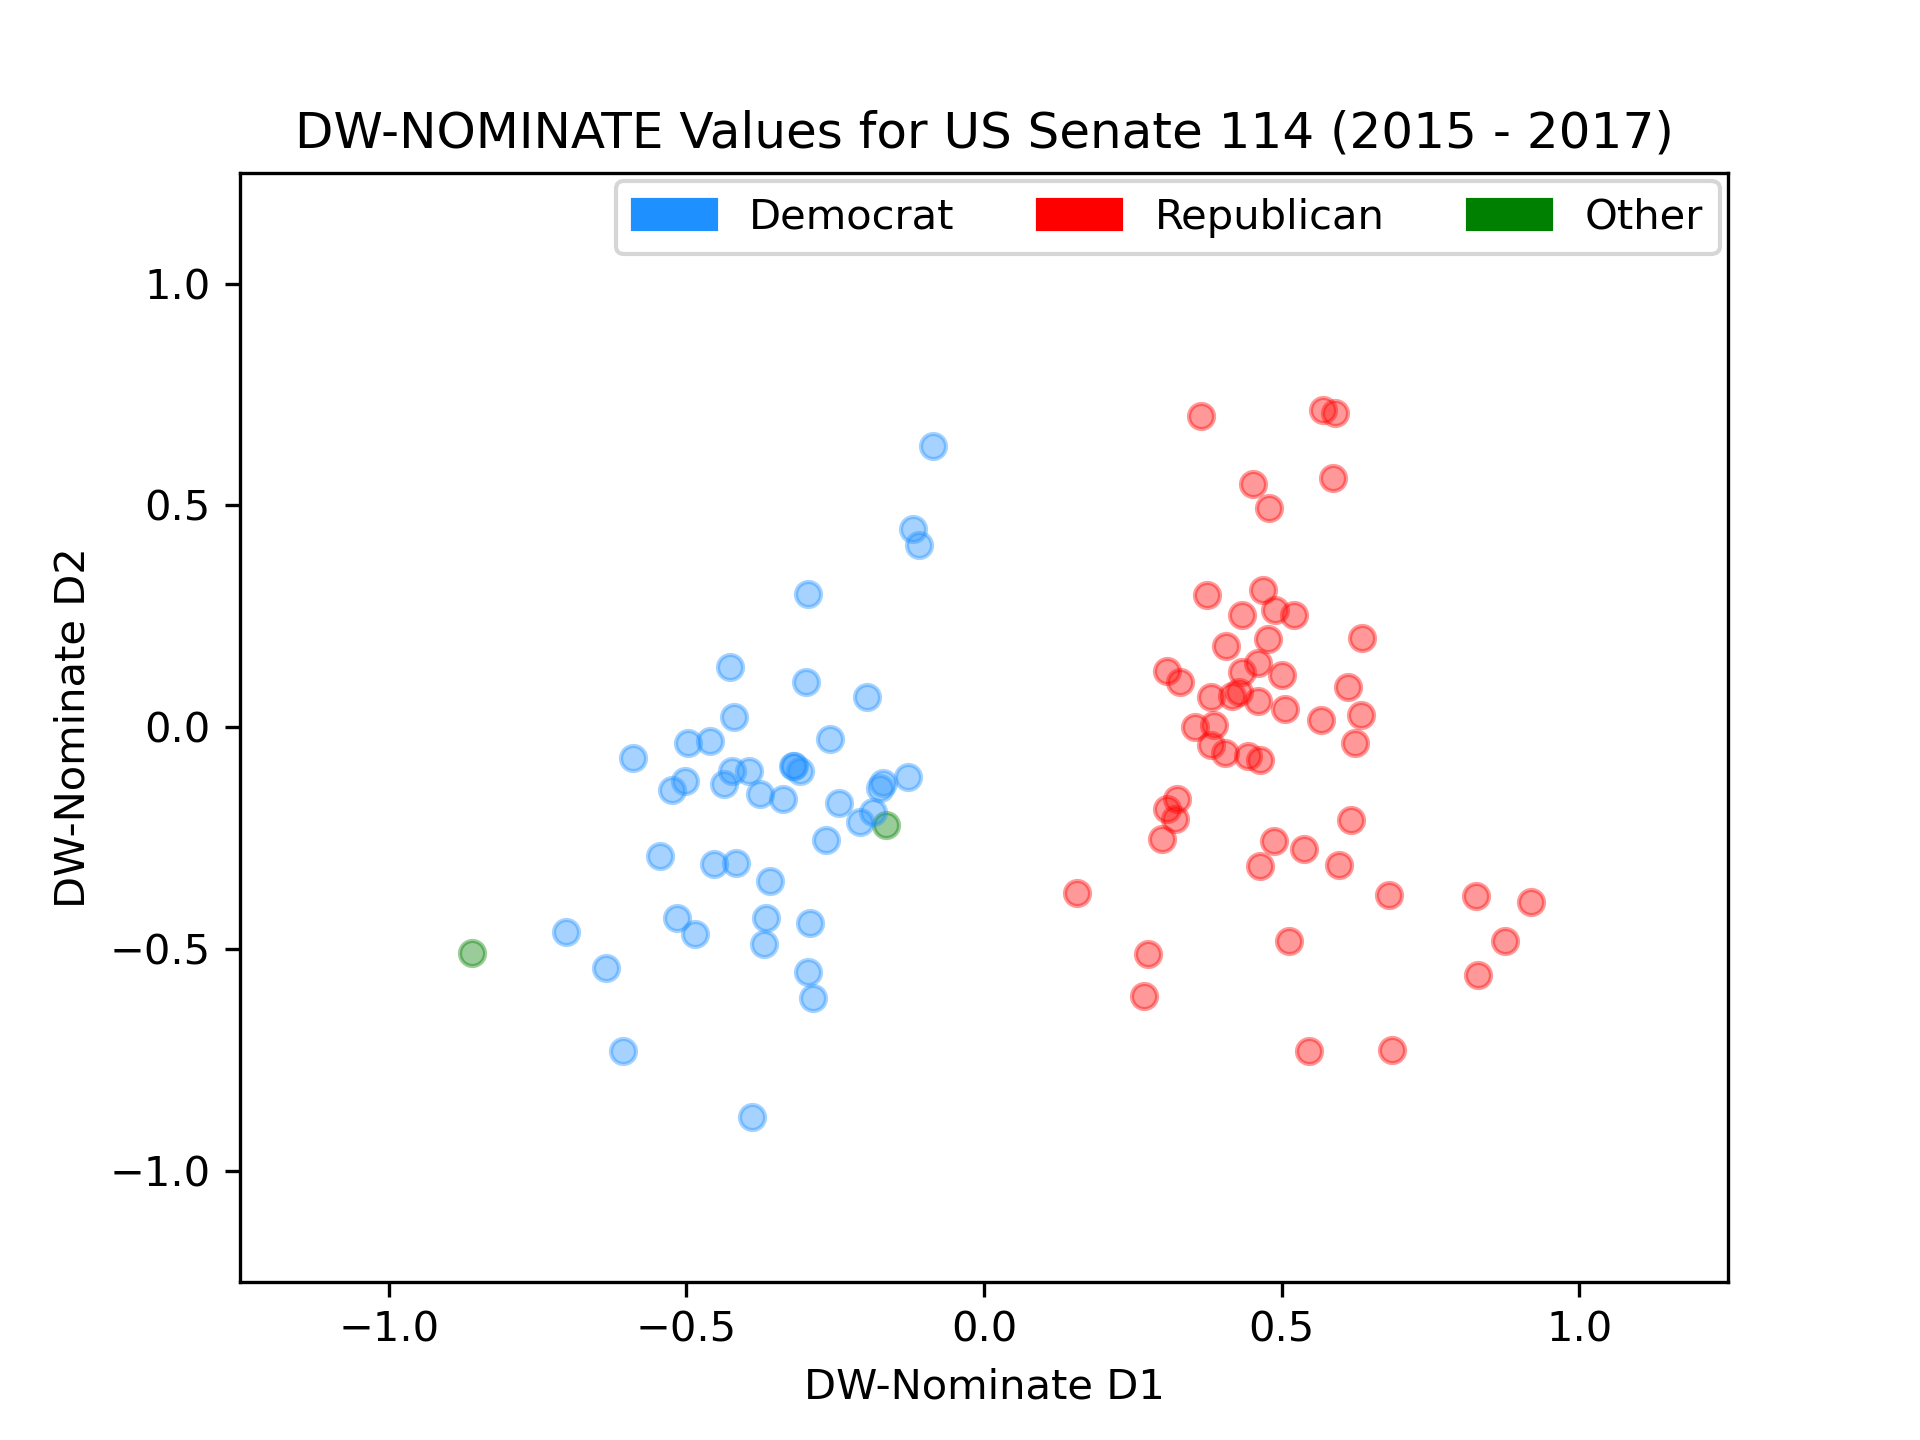 DW-NOMINATE Values for US Senate 114 (2015 - 2017)
Democrat Republican Other
1.0
0.5
0.0
−0.5
−1.0
DW-Nominate D2
−1.0 −0.5 0.0 0.5 1.0
DW-Nominate D1